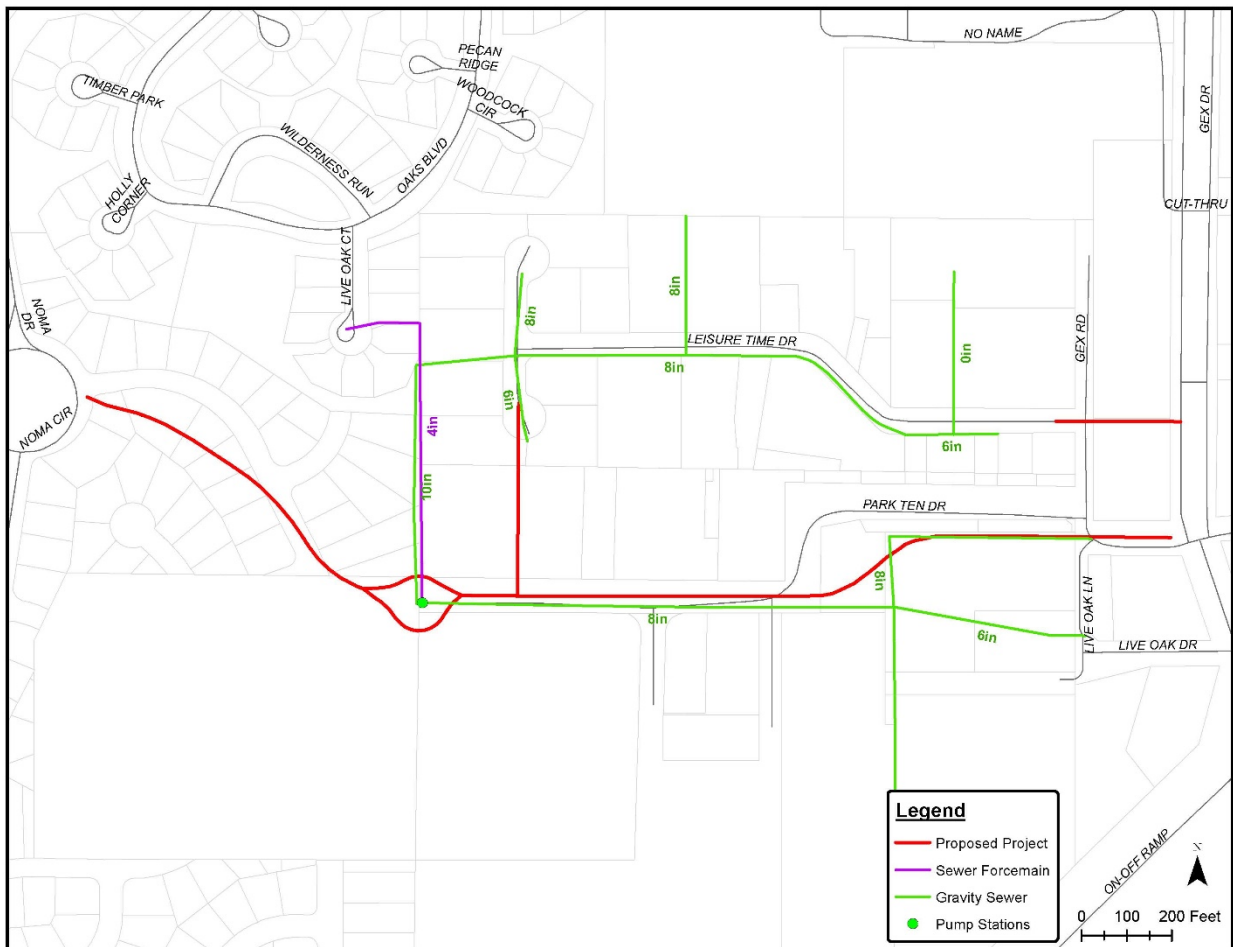 NO NAME
PECAN
RIDGE
TIMBER PARK
WOODCOCK
CIR
GEX DR
WILDERNESS RUN
OAKS BLVD
HOLLY
CORNER
CUT-THRU
LIVE OAK CT
NOMA
DR
8in
8in
LEISURE TIME DR
GEX RD
0in
8in
6in
NOMA CIR
4in
6in
10in
PARK TEN DR
8in
8in
6in
LIVE OAK LN
LIVE OAK DR
ON-OFF RAMP
Legend
Proposed Project
Sewer Forcemain
Gravity Sewer
Pump Stations
N
0 100 200 Feet